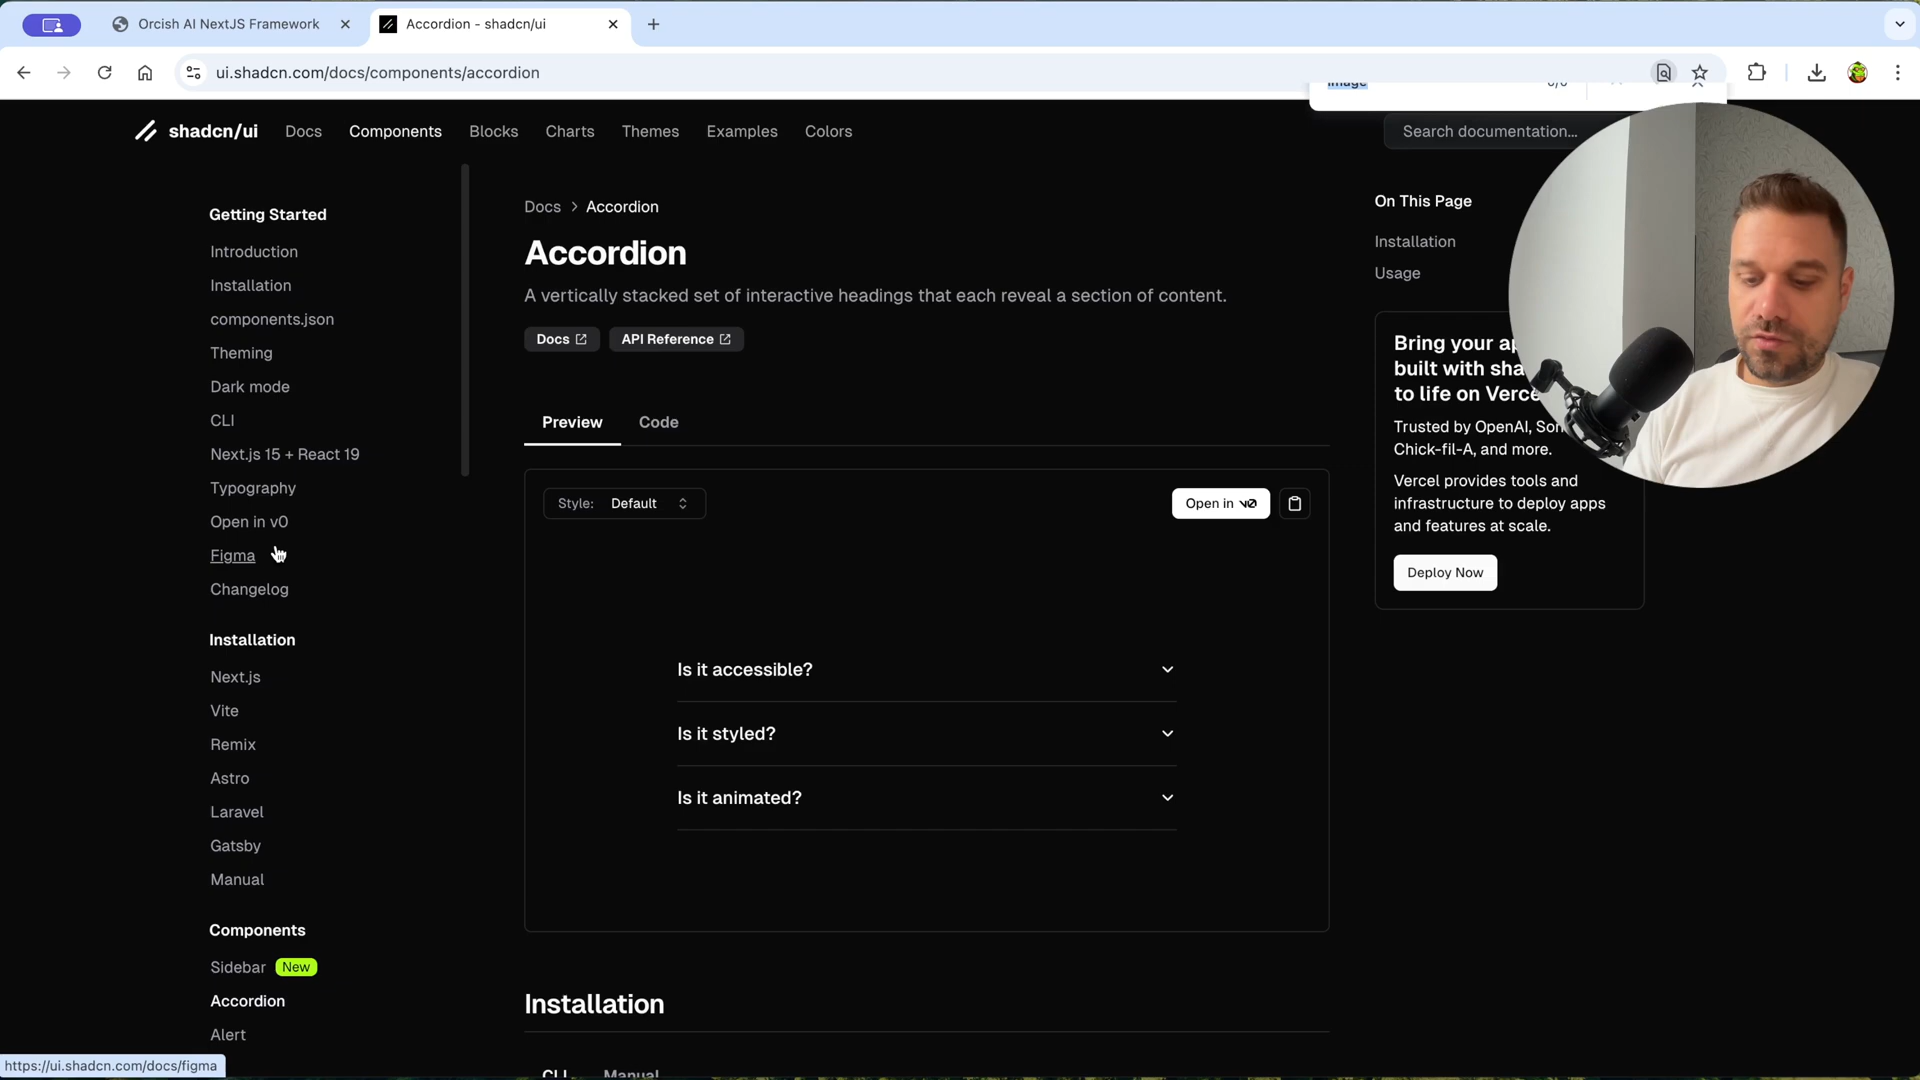 Orcish AI NextJS Framework
Accordion - shadcn/ui
ui.shadcn.com/docs/components/accordion
image
0/0
shadcn/ui
Docs
Components
Blocks
Charts
Themes
Examples
Colors
Search documentation...
Getting Started
Introduction
Installation
components.json
Theming
Dark mode
CLI
Next.js 15 + React 19
Typography
Open in v0
Figma
Changelog
Installation
Next.js
Vite
Remix
Astro
Laravel
Gatsby
Manual
Components
Sidebar New
Accordion
Alert
Docs > Accordion
Accordion
A vertically stacked set of interactive headings that each reveal a section of content.
Docs
API Reference
Preview
Code
Style: Default
Open in v0
Is it accessible?
Is it styled?
Is it animated?
Installation
CLI
Manual
On This Page
Installation
Usage
Bring your
built with
to life on
Trusted by OpenAI,
Chick-fil-A, and more.
Vercel provides tools and
infrastructure to deploy apps
and features at scale.
Deploy Now
https://ui.shadcn.com/docs/figma